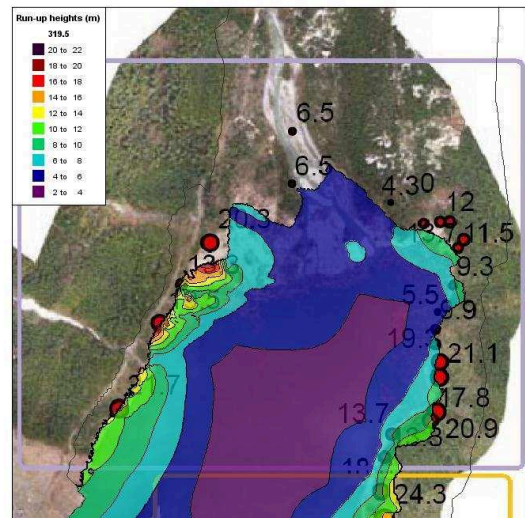 Run-up heights (m)
319.5
20 to 22
18 to 20
16 to 18
14 to 16
12 to 14
10 to 12
8 to 10
6 to 8
4 to 6
2 to 4
6.5
6.5
4.30
12
20.3
11.5
9.3
5.5
21.1
17.8
13.7
20.9
24.3